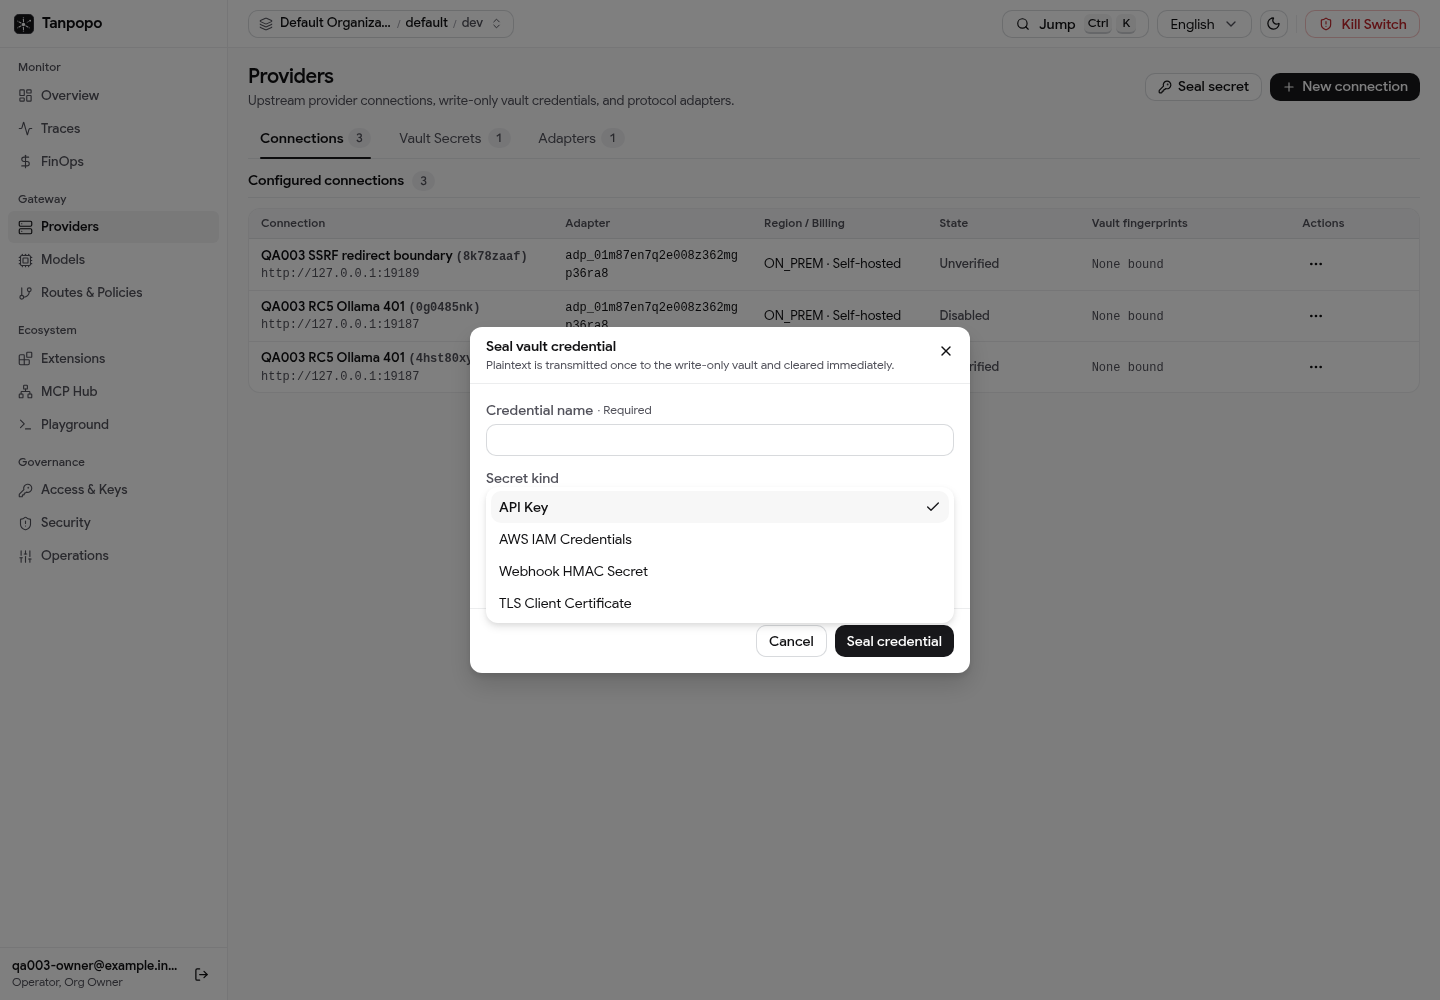 Tanpopo
Default Organiza... / default / dev
Jump Ctrl K
English
Kill Switch
Monitor
Overview
Traces
FinOps
Gateway
Providers
Models
Routes & Policies
Ecosystem
Extensions
MCP Hub
Playground
Governance
Access & Keys
Security
Operations
qa003-owner@example.in...
Operator, Org Owner
Providers
Upstream provider connections, write-only vault credentials, and protocol adapters.
Seal secret
New connection
Connections 3
Vault Secrets 1
Adapters 1
Configured connections 3
Connection Adapter Region / Billing State Vault fingerprints Actions
QA003 SSRF redirect boundary (8k78zaaf)
http://127.0.0.1:19189
adp_01m87en7q2e008z362mg
p36ra8
ON_PREM · Self-hosted
Unverified
None bound
QA003 RC5 Ollama 401 (0g0485nk)
http://127.0.0.1:19187
adp_01m87en7q2e008z362mg
p36ra8
ON_PREM · Self-hosted
Disabled
None bound
QA003 RC5 Ollama 401 (4hst80xy
http://127.0.0.1:19187
rified
None bound
Seal vault credential
Plaintext is transmitted once to the write-only vault and cleared immediately.
Credential name · Required
Secret kind
API Key
AWS IAM Credentials
Webhook HMAC Secret
TLS Client Certificate
Cancel
Seal credential